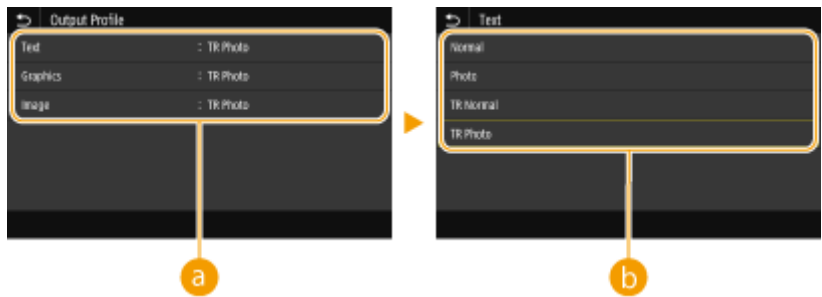 Output Profile
Text : TR Photo
Graphics : TR Photo
Image : TR Photo
a
Text
Normal
Photo
TR Normal
TR Photo
b